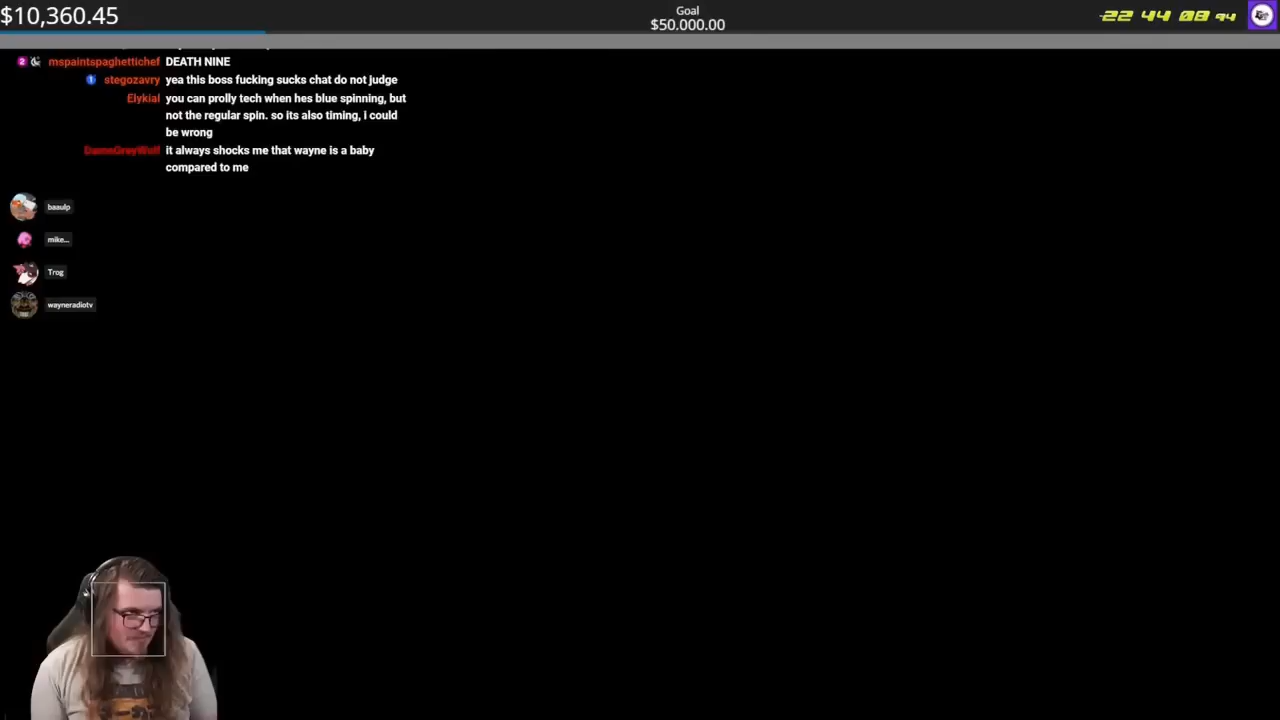 $10,360.45
Goal
$50,000.00
22 44 08 94
2 mspaintspaghettichef DEATH NINE
1 stegozavry yea this boss fucking sucks chat do not judge
Elykial you can prolly tech when hes blue spinning, but
not the regular spin. so its also timing, i could
be wrong
DameGreyWulf it always shocks me that wayne is a baby
compared to me
baaulp
mike...
Trog
wayneradiotv